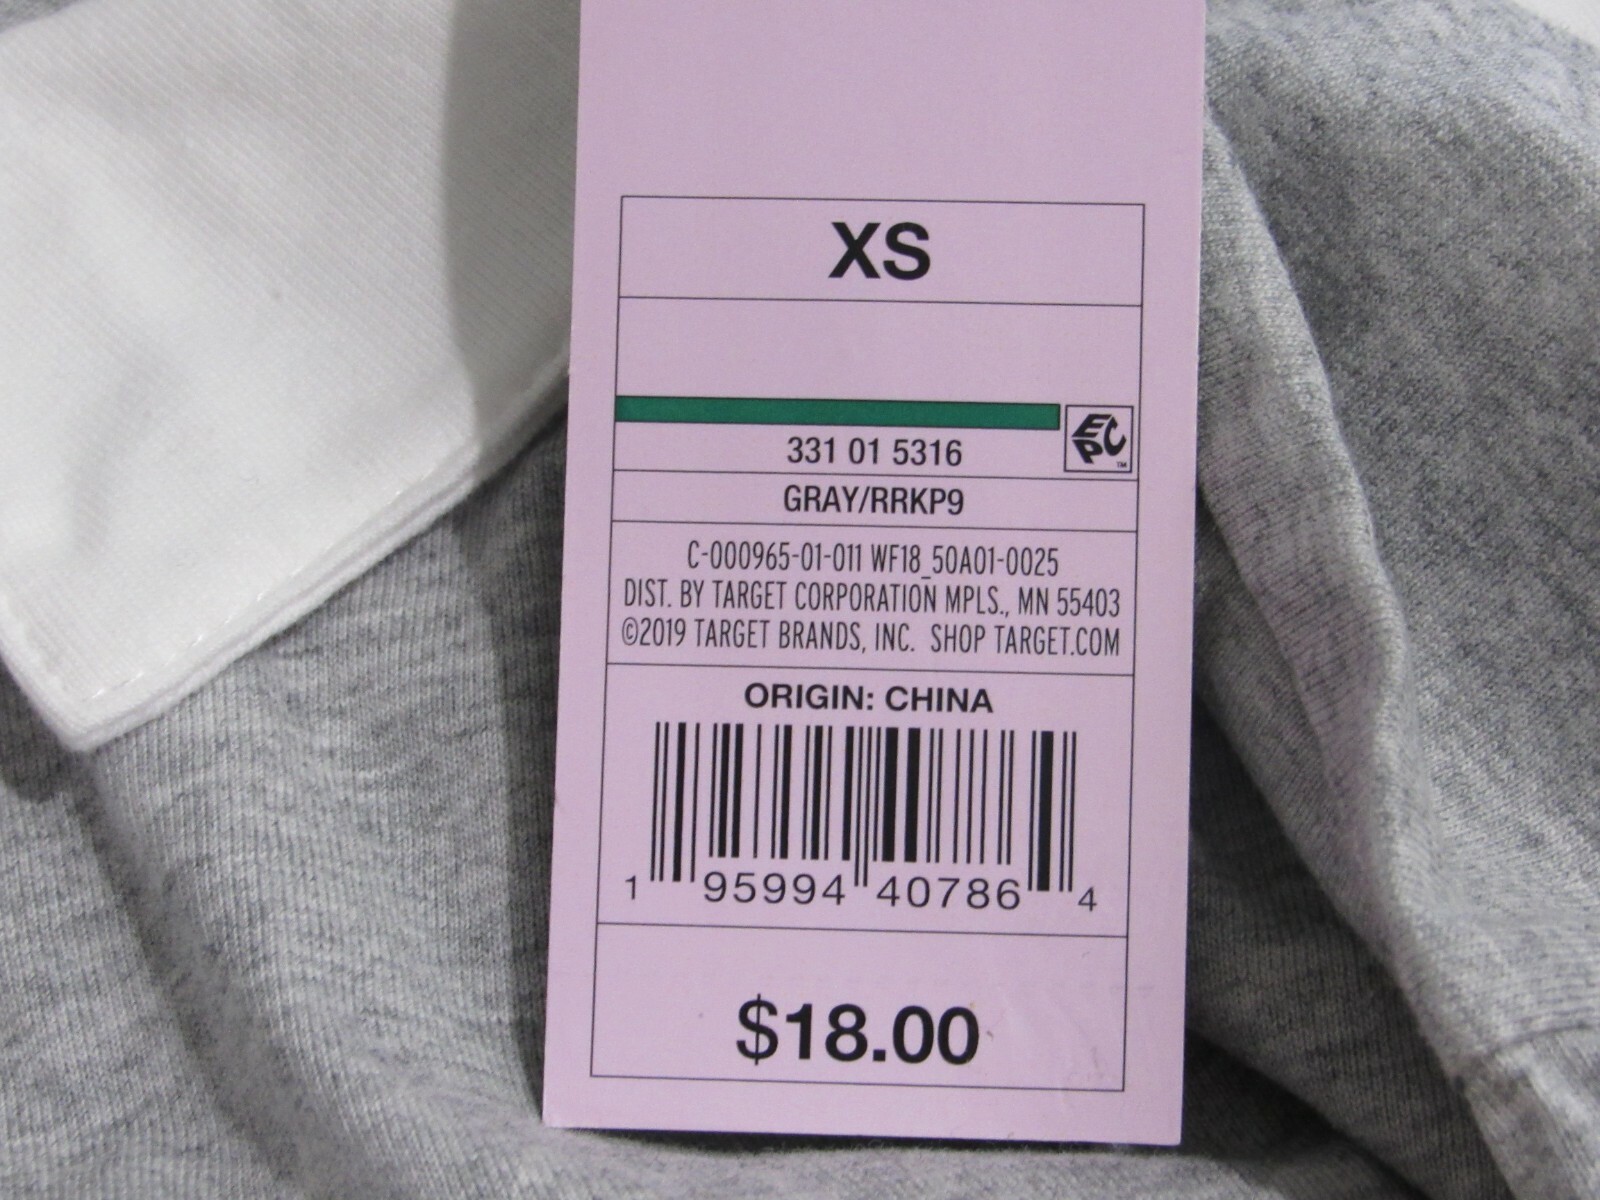 XS
331 01 5316
EPC™
GRAY/RRKP9
C-000965-01-011 WF18_50A01-0025
DIST. BY TARGET CORPORATION MPLS., MN 55403
©2019 TARGET BRANDS, INC. SHOP TARGET.COM
ORIGIN: CHINA
1 95994 40786 4
$18.00